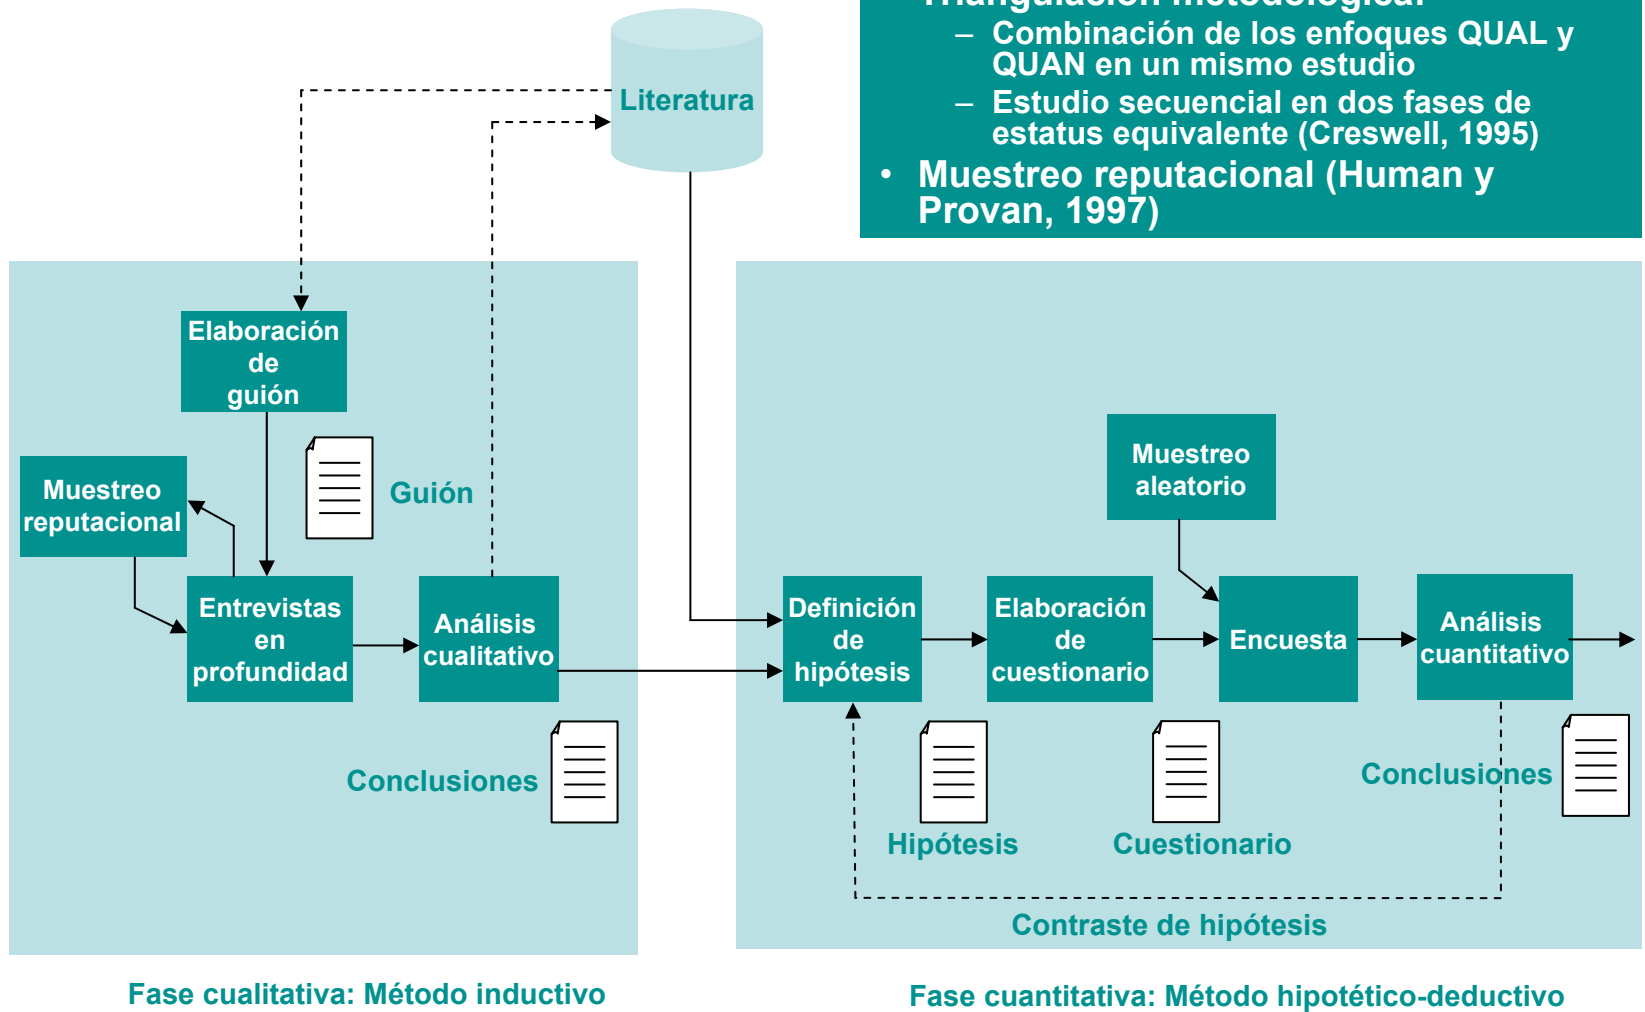 Triangulación metodológica:
– Combinación de los enfoques QUAL y
QUAN en un mismo estudio
– Estudio secuencial en dos fases de
estatus equivalente (Creswell, 1995)
• Muestreo reputacional (Human y
Provan, 1997)
Literatura
Elaboración
de
guión
Guión
Muestreo
reputacional
Entrevistas
en
profundidad
Análisis
cualitativo
Conclusiones
Muestreo
aleatorio
Definición
de
hipótesis
Elaboración
de
cuestionario
Encuesta
Análisis
cuantitativo
Hipótesis
Cuestionario
Conclusiones
Contraste de hipótesis
Fase cualitativa: Método inductivo
Fase cuantitativa: Método hipotético-deductivo